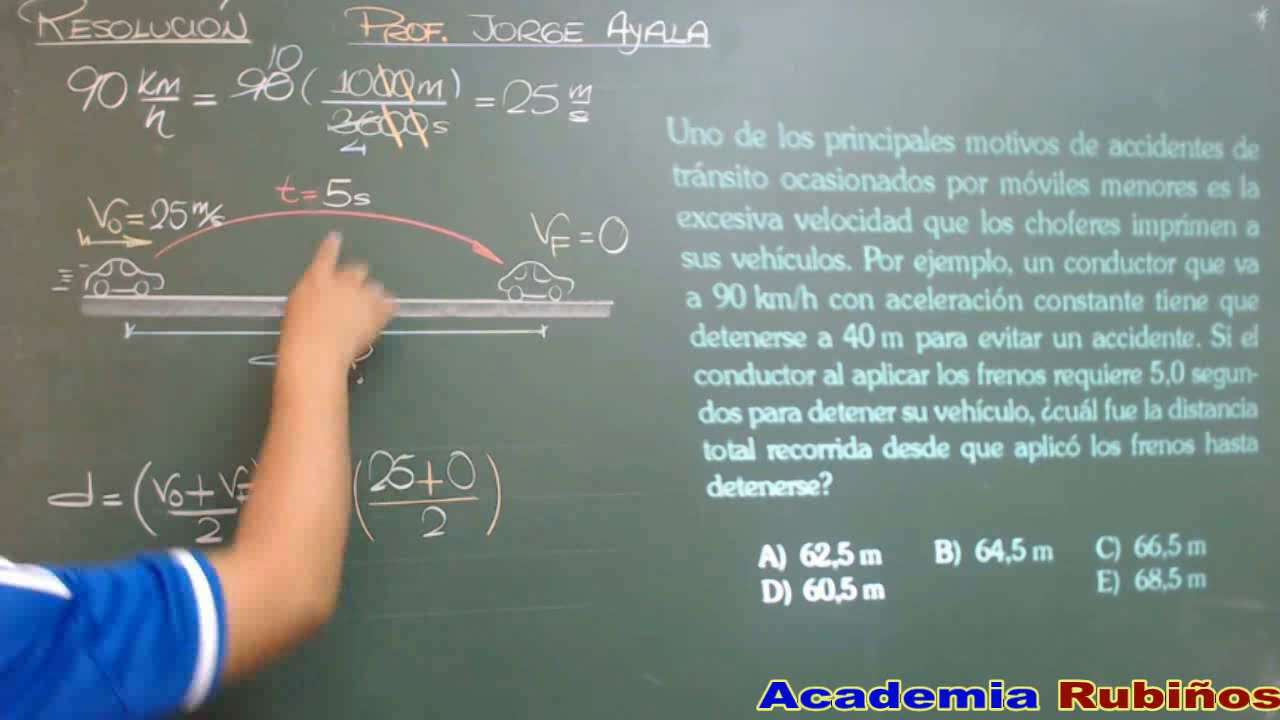 RESOLUCIÓN PROF. JORGE AYALA
10
90 km/h = 90 ( 1000 m / 3600 s ) = 25 m/s
4
t = 5s
V₀ = 25 m/s
V_F = 0
?
d = ( V₀ + V_F / 2 ( 25 + 0 / 2 )
Uno de los principales motivos de accidentes de
tránsito ocasionados por móviles menores es la
excesiva velocidad que los choferes imprimen a
sus vehículos. Por ejemplo, un conductor que va
a 90 km/h con aceleración constante tiene que
detenerse a 40 m para evitar un accidente. Si el
conductor al aplicar los frenos requiere 5,0 segun-
dos para detener su vehículo, ¿cuál fue la distancia
total recorrida desde que aplicó los frenos hasta
detenerse?
A) 62,5 m B) 64,5 m C) 66,5 m
D) 60,5 m E) 68,5 m
Academia Rubiños